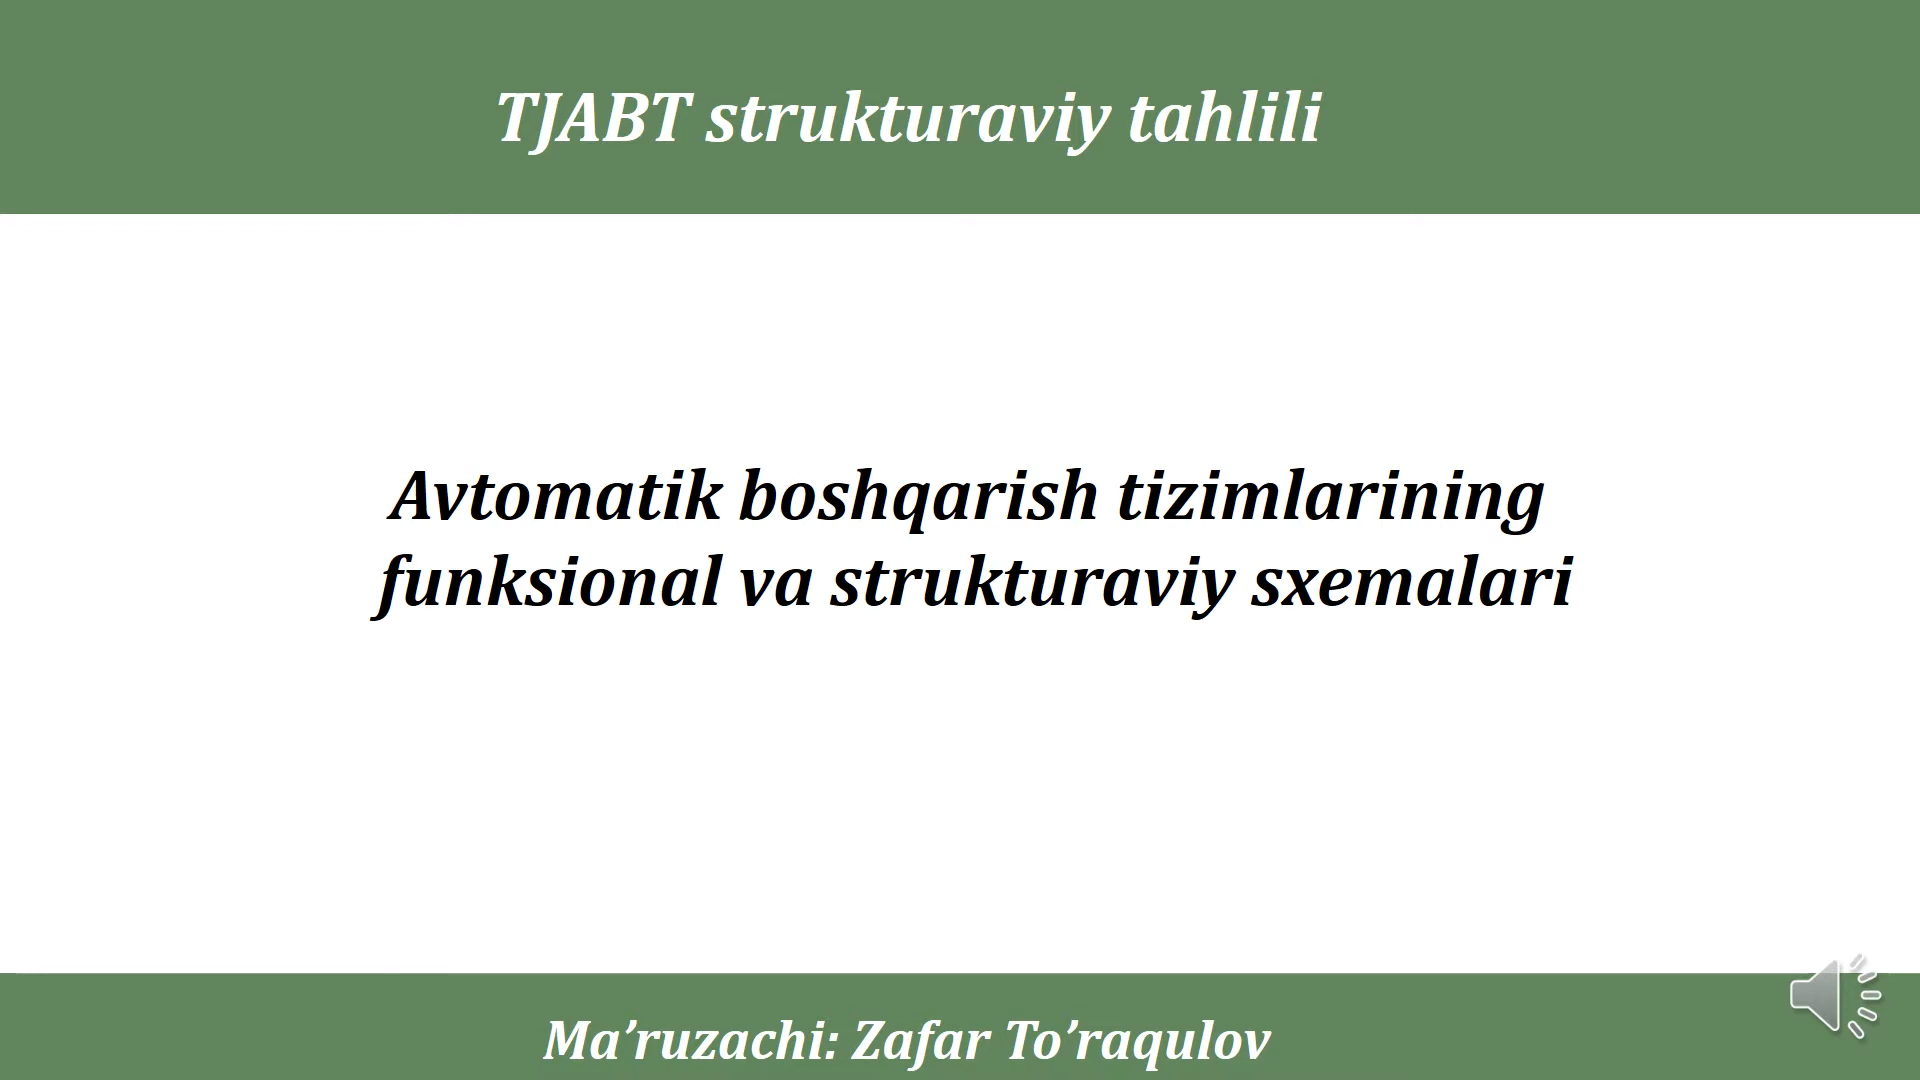 TJABT strukturaviy tahlili
Avtomatik boshqarish tizimlarining
funksional va strukturaviy sxemalari
Ma’ruzachi: Zafar To’raqulov